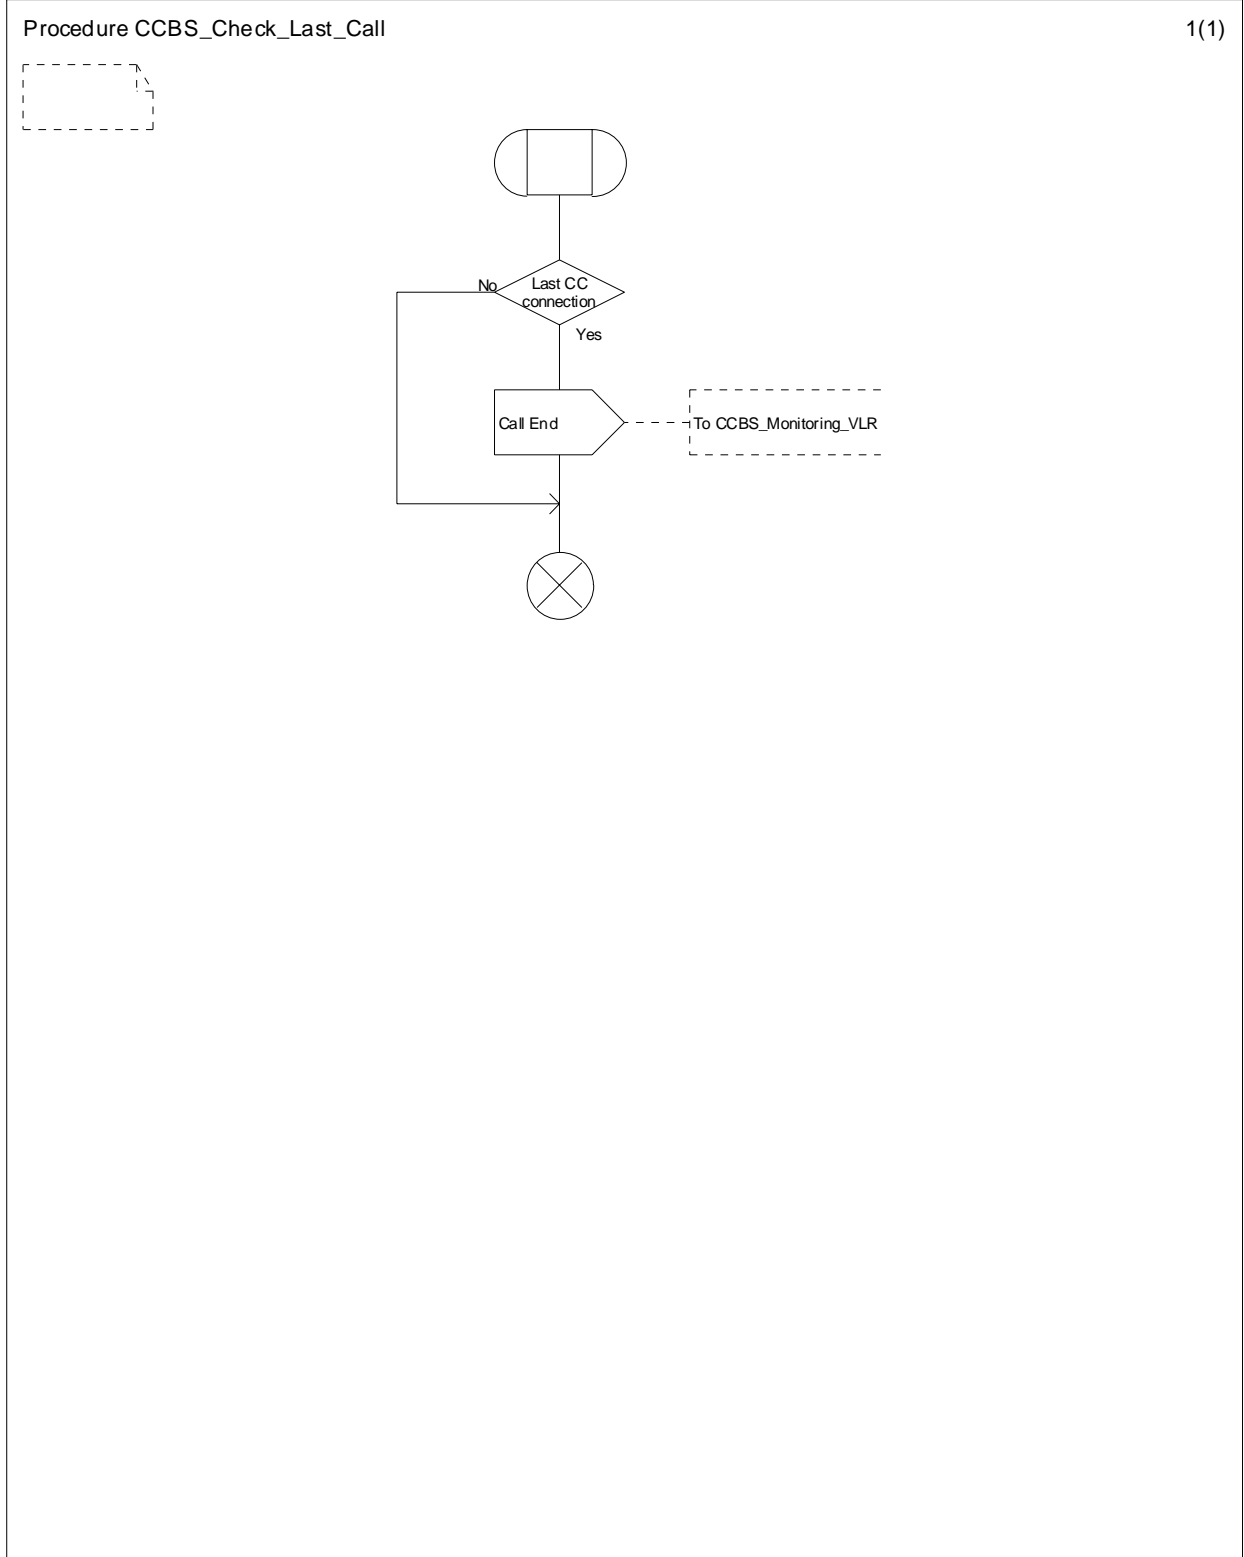 Procedure CCBS_Check_Last_Call 1(1)
No
Last CC
connection
Yes
Call End
To CCBS_Monitoring_VLR